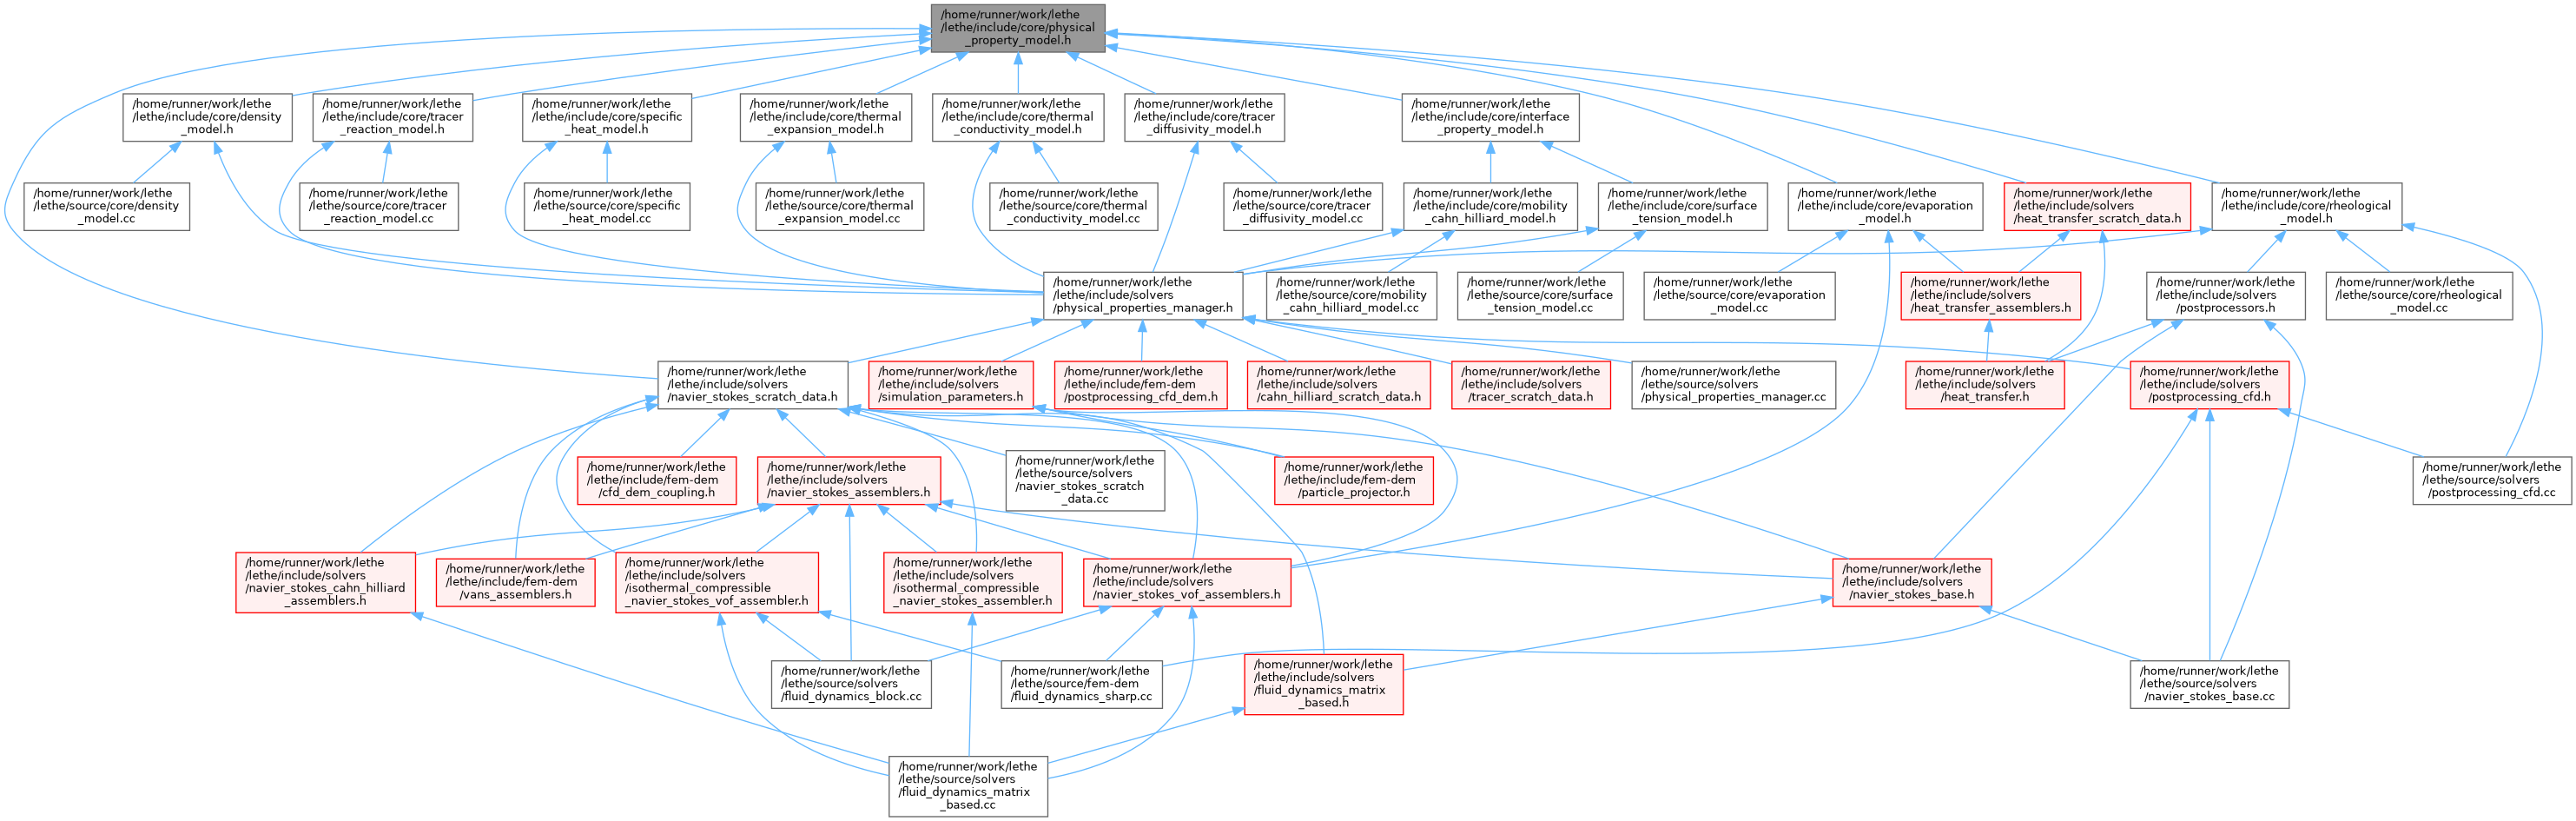 /home/runner/work/lethe
/lethe/include/core/physical
_property_model.h
/home/runner/work/lethe
/lethe/include/core/density
_model.h
/home/runner/work/lethe
/lethe/include/core/tracer
_reaction_model.h
/home/runner/work/lethe
/lethe/include/core/specific
_heat_model.h
/home/runner/work/lethe
/lethe/include/core/thermal
_expansion_model.h
/home/runner/work/lethe
/lethe/include/core/thermal
_conductivity_model.h
/home/runner/work/lethe
/lethe/include/core/tracer
_diffusivity_model.h
/home/runner/work/lethe
/lethe/include/core/interface
_property_model.h
/home/runner/work/lethe
/lethe/source/core/density
_model.cc
/home/runner/work/lethe
/lethe/source/core/tracer
_reaction_model.cc
/home/runner/work/lethe
/lethe/source/core/specific
_heat_model.cc
/home/runner/work/lethe
/lethe/source/core/thermal
_expansion_model.cc
/home/runner/work/lethe
/lethe/source/core/thermal
_conductivity_model.cc
/home/runner/work/lethe
/lethe/source/core/tracer
_diffusivity_model.cc
/home/runner/work/lethe
/lethe/include/core/mobility
_cahn_hilliard_model.h
/home/runner/work/lethe
/lethe/include/core/surface
_tension_model.h
/home/runner/work/lethe
/lethe/include/core/evaporation
_model.h
/home/runner/work/lethe
/lethe/include/solvers
/heat_transfer_scratch_data.h
/home/runner/work/lethe
/lethe/include/core/rheological
_model.h
/home/runner/work/lethe
/lethe/include/solvers
/physical_properties_manager.h
/home/runner/work/lethe
/lethe/source/core/mobility
_cahn_hilliard_model.cc
/home/runner/work/lethe
/lethe/source/core/surface
_tension_model.cc
/home/runner/work/lethe
/lethe/source/core/evaporation
_model.cc
/home/runner/work/lethe
/lethe/include/solvers
/heat_transfer_assemblers.h
/home/runner/work/lethe
/lethe/include/solvers
/postprocessors.h
/home/runner/work/lethe
/lethe/source/core/rheological
_model.cc
/home/runner/work/lethe
/lethe/include/solvers
/navier_stokes_scratch_data.h
/home/runner/work/lethe
/lethe/include/solvers
/simulation_parameters.h
/home/runner/work/lethe
/lethe/include/fem-dem
/postprocessing_cfd_dem.h
/home/runner/work/lethe
/lethe/include/solvers
/cahn_hilliard_scratch_data.h
/home/runner/work/lethe
/lethe/include/solvers
/tracer_scratch_data.h
/home/runner/work/lethe
/lethe/source/solvers
/physical_properties_manager.cc
/home/runner/work/lethe
/lethe/include/solvers
/heat_transfer.h
/home/runner/work/lethe
/lethe/include/solvers
/postprocessing_cfd.h
/home/runner/work/lethe
/lethe/include/fem-dem
/cfd_dem_coupling.h
/home/runner/work/lethe
/lethe/include/solvers
/navier_stokes_assemblers.h
/home/runner/work/lethe
/lethe/source/solvers
/navier_stokes_scratch
_data.cc
/home/runner/work/lethe
/lethe/include/fem-dem
/particle_projector.h
/home/runner/work/lethe
/lethe/source/solvers
/postprocessing_cfd.cc
/home/runner/work/lethe
/lethe/include/solvers
/navier_stokes_cahn_hilliard
_assemblers.h
/home/runner/work/lethe
/lethe/include/fem-dem
/vans_assemblers.h
/home/runner/work/lethe
/lethe/include/solvers
/isothermal_compressible
_navier_stokes_vof_assembler.h
/home/runner/work/lethe
/lethe/include/solvers
/isothermal_compressible
_navier_stokes_assembler.h
/home/runner/work/lethe
/lethe/include/solvers
/navier_stokes_vof_assemblers.h
/home/runner/work/lethe
/lethe/include/solvers
/navier_stokes_base.h
/home/runner/work/lethe
/lethe/source/solvers
/fluid_dynamics_block.cc
/home/runner/work/lethe
/lethe/source/fem-dem
/fluid_dynamics_sharp.cc
/home/runner/work/lethe
/lethe/include/solvers
/fluid_dynamics_matrix
_based.h
/home/runner/work/lethe
/lethe/source/solvers
/navier_stokes_base.cc
/home/runner/work/lethe
/lethe/source/solvers
/fluid_dynamics_matrix
_based.cc